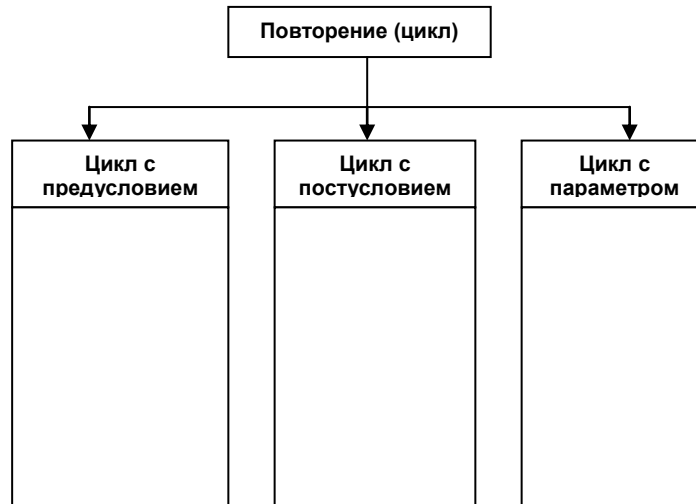 Повторение (цикл)
Цикл с
предусловием
Цикл с
постусловием
Цикл с
параметром